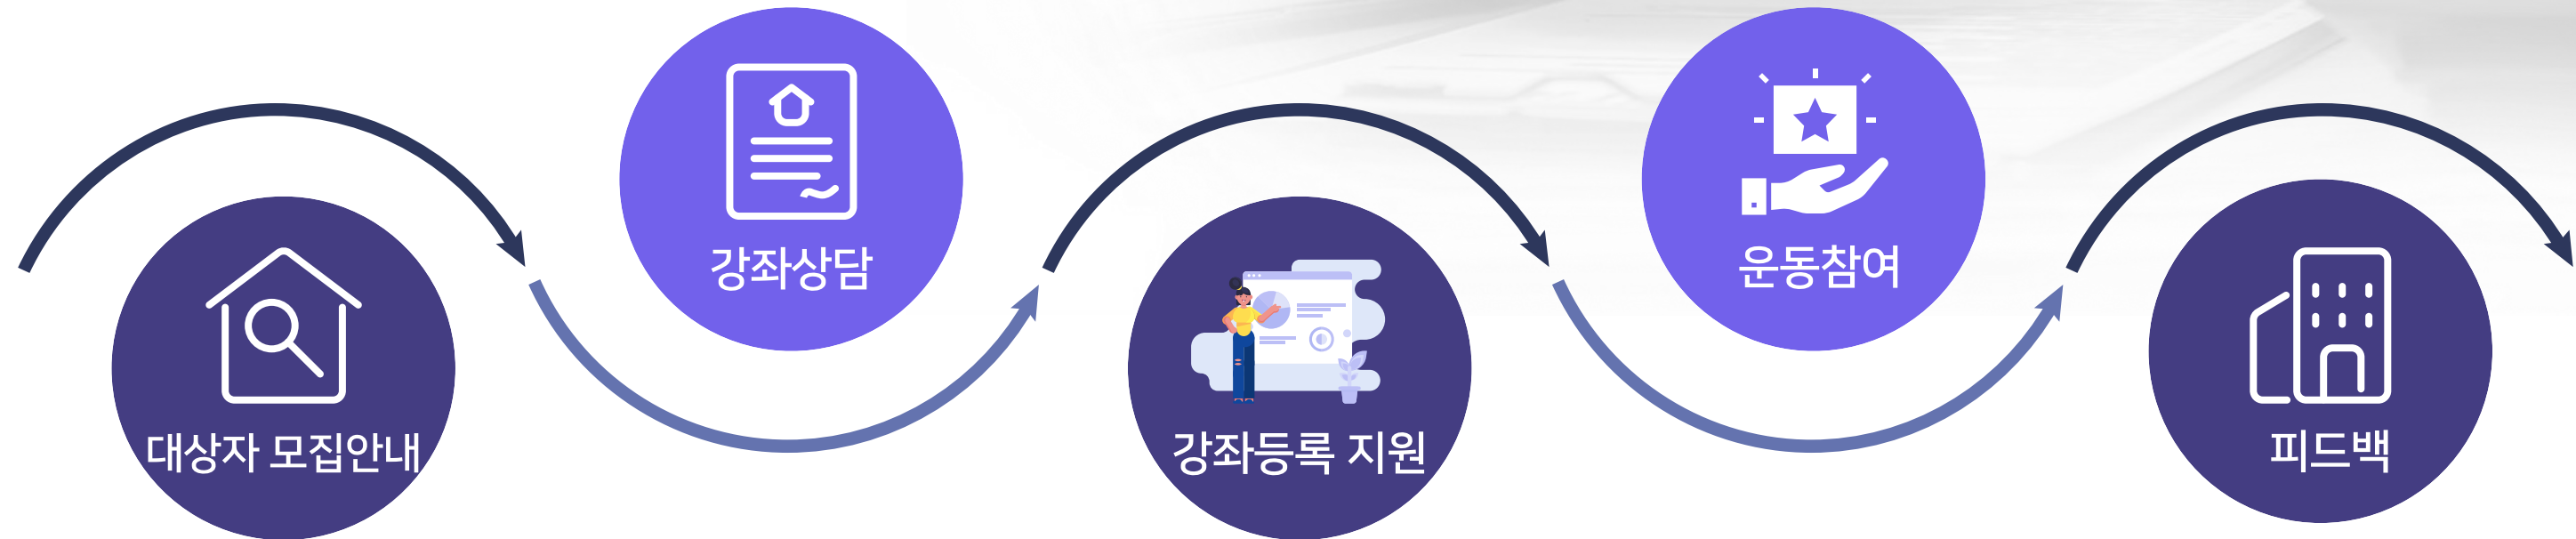 대상자 모집안내
강좌상담
강좌등록 지원
운동참여
피드백